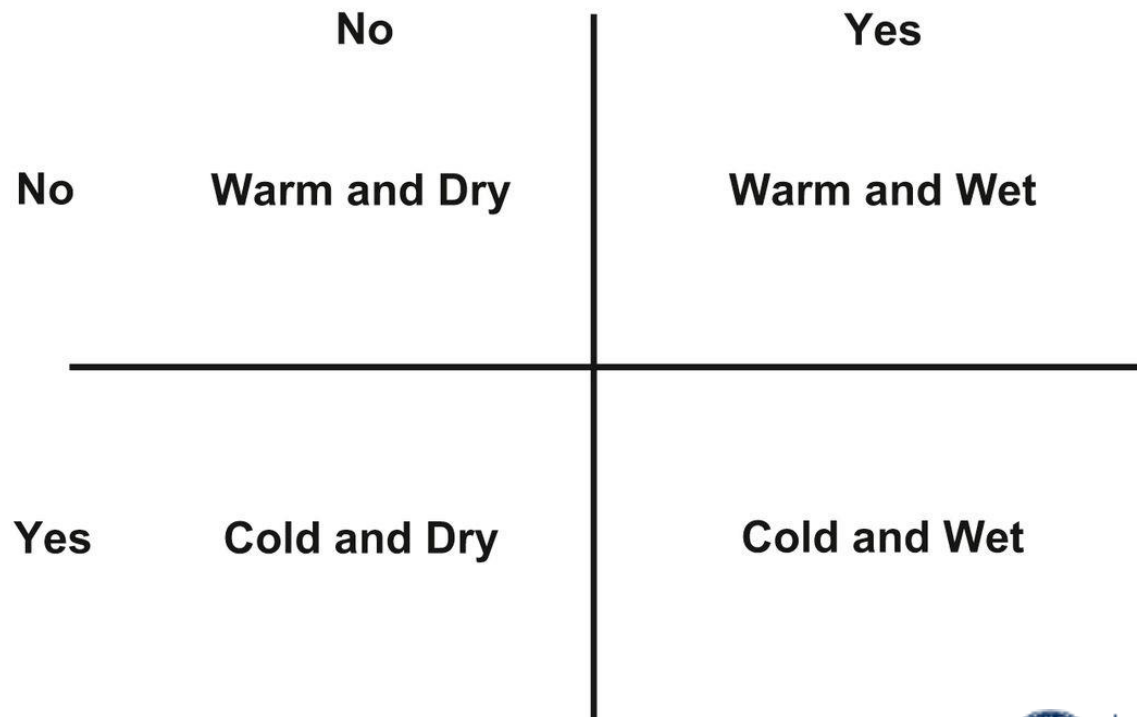 No Yes
No Warm and Dry Warm and Wet
Yes Cold and Dry Cold and Wet